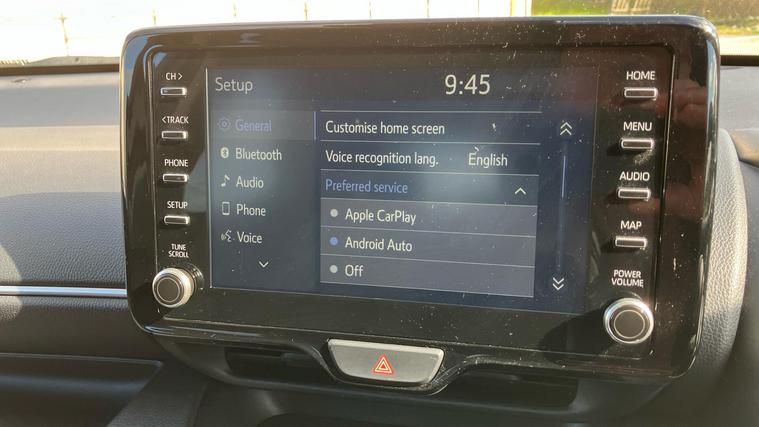 CH >
< TRACK
PHONE
SETUP
TUNE
SCROLL
Setup
9:45
General
Bluetooth
Audio
Phone
Voice
Customise home screen
Voice recognition lang. English
Preferred service
Apple CarPlay
Android Auto
Off
HOME
MENU
AUDIO
MAP
POWER
VOLUME